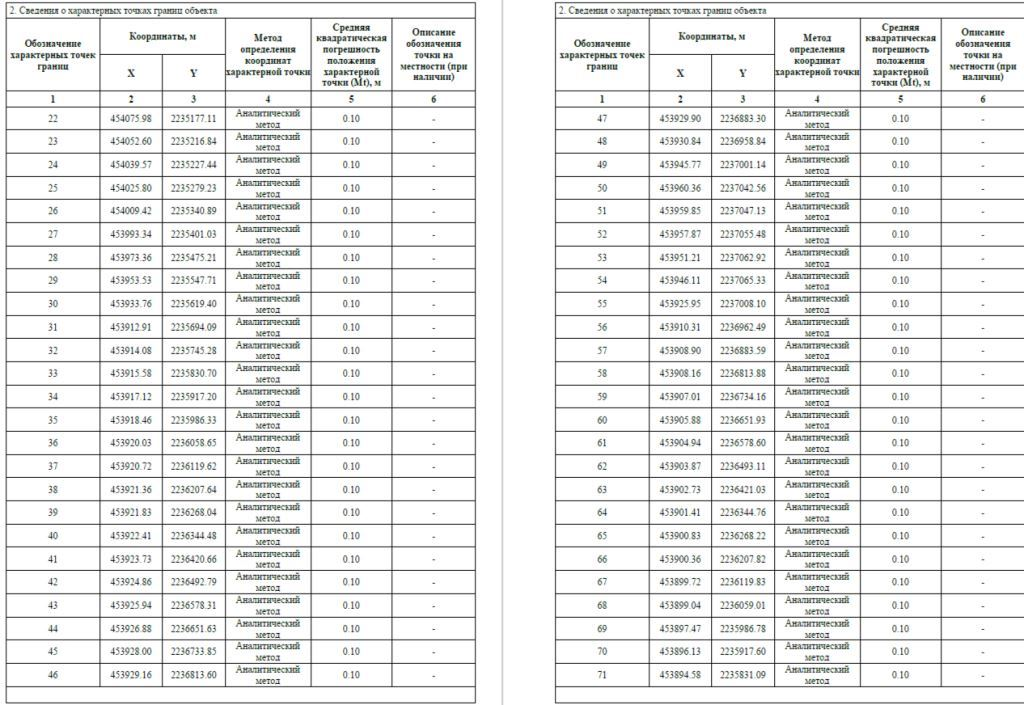 2. Сведения о характерных точках границ объекта
Обозначение характерных точек границ | Координаты, м | Метод определения координат характерной точки | Средняя квадратическая погрешность положения характерной точки (Mt), м | Описание обозначения точки на местности (при наличии)
X | Y
1 | 2 | 3 | 4 | 5 | 6
22 | 454075.98 | 2235177.11 | Аналитический метод | 0.10 | -
23 | 454052.60 | 2235216.84 | Аналитический метод | 0.10 | -
24 | 454039.57 | 2235227.44 | Аналитический метод | 0.10 | -
25 | 454025.80 | 2235279.23 | Аналитический метод | 0.10 | -
26 | 454009.42 | 2235340.89 | Аналитический метод | 0.10 | -
27 | 453993.34 | 2235401.03 | Аналитический метод | 0.10 | -
28 | 453973.36 | 2235475.21 | Аналитический метод | 0.10 | -
29 | 453953.53 | 2235547.71 | Аналитический метод | 0.10 | -
30 | 453933.76 | 2235619.40 | Аналитический метод | 0.10 | -
31 | 453912.91 | 2235694.09 | Аналитический метод | 0.10 | -
32 | 453914.08 | 2235745.28 | Аналитический метод | 0.10 | -
33 | 453915.58 | 2235830.70 | Аналитический метод | 0.10 | -
34 | 453917.12 | 2235917.20 | Аналитический метод | 0.10 | -
35 | 453918.46 | 2235986.33 | Аналитический метод | 0.10 | -
36 | 453920.03 | 2236058.65 | Аналитический метод | 0.10 | -
37 | 453920.72 | 2236119.62 | Аналитический метод | 0.10 | -
38 | 453921.36 | 2236207.64 | Аналитический метод | 0.10 | -
39 | 453921.83 | 2236268.04 | Аналитический метод | 0.10 | -
40 | 453922.41 | 2236344.48 | Аналитический метод | 0.10 | -
41 | 453923.73 | 2236420.66 | Аналитический метод | 0.10 | -
42 | 453924.86 | 2236492.79 | Аналитический метод | 0.10 | -
43 | 453925.94 | 2236578.31 | Аналитический метод | 0.10 | -
44 | 453926.88 | 2236651.63 | Аналитический метод | 0.10 | -
45 | 453928.00 | 2236733.85 | Аналитический метод | 0.10 | -
46 | 453929.16 | 2236813.60 | Аналитический метод | 0.10 | -
2. Сведения о характерных точках границ объекта
Обозначение характерных точек границ | Координаты, м | Метод определения координат характерной точки | Средняя квадратическая погрешность положения характерной точки (Mt), м | Описание обозначения точки на местности (при наличии)
X | Y
1 | 2 | 3 | 4 | 5 | 6
47 | 453929.90 | 2236883.30 | Аналитический метод | 0.10 | -
48 | 453930.84 | 2236958.84 | Аналитический метод | 0.10 | -
49 | 453945.77 | 2237001.14 | Аналитический метод | 0.10 | -
50 | 453960.36 | 2237042.56 | Аналитический метод | 0.10 | -
51 | 453959.85 | 2237047.13 | Аналитический метод | 0.10 | -
52 | 453957.87 | 2237055.48 | Аналитический метод | 0.10 | -
53 | 453951.21 | 2237062.92 | Аналитический метод | 0.10 | -
54 | 453946.11 | 2237065.33 | Аналитический метод | 0.10 | -
55 | 453925.95 | 2237008.10 | Аналитический метод | 0.10 | -
56 | 453910.31 | 2236962.49 | Аналитический метод | 0.10 | -
57 | 453908.90 | 2236883.59 | Аналитический метод | 0.10 | -
58 | 453908.16 | 2236813.88 | Аналитический метод | 0.10 | -
59 | 453907.01 | 2236734.16 | Аналитический метод | 0.10 | -
60 | 453905.88 | 2236651.93 | Аналитический метод | 0.10 | -
61 | 453904.94 | 2236578.60 | Аналитический метод | 0.10 | -
62 | 453903.87 | 2236493.11 | Аналитический метод | 0.10 | -
63 | 453902.73 | 2236421.03 | Аналитический метод | 0.10 | -
64 | 453901.41 | 2236344.76 | Аналитический метод | 0.10 | -
65 | 453900.83 | 2236268.22 | Аналитический метод | 0.10 | -
66 | 453900.36 | 2236207.82 | Аналитический метод | 0.10 | -
67 | 453899.72 | 2236119.83 | Аналитический метод | 0.10 | -
68 | 453899.04 | 2236059.01 | Аналитический метод | 0.10 | -
69 | 453897.47 | 2235986.78 | Аналитический метод | 0.10 | -
70 | 453896.13 | 2235917.60 | Аналитический метод | 0.10 | -
71 | 453894.58 | 2235831.09 | Аналитический метод | 0.10 | -